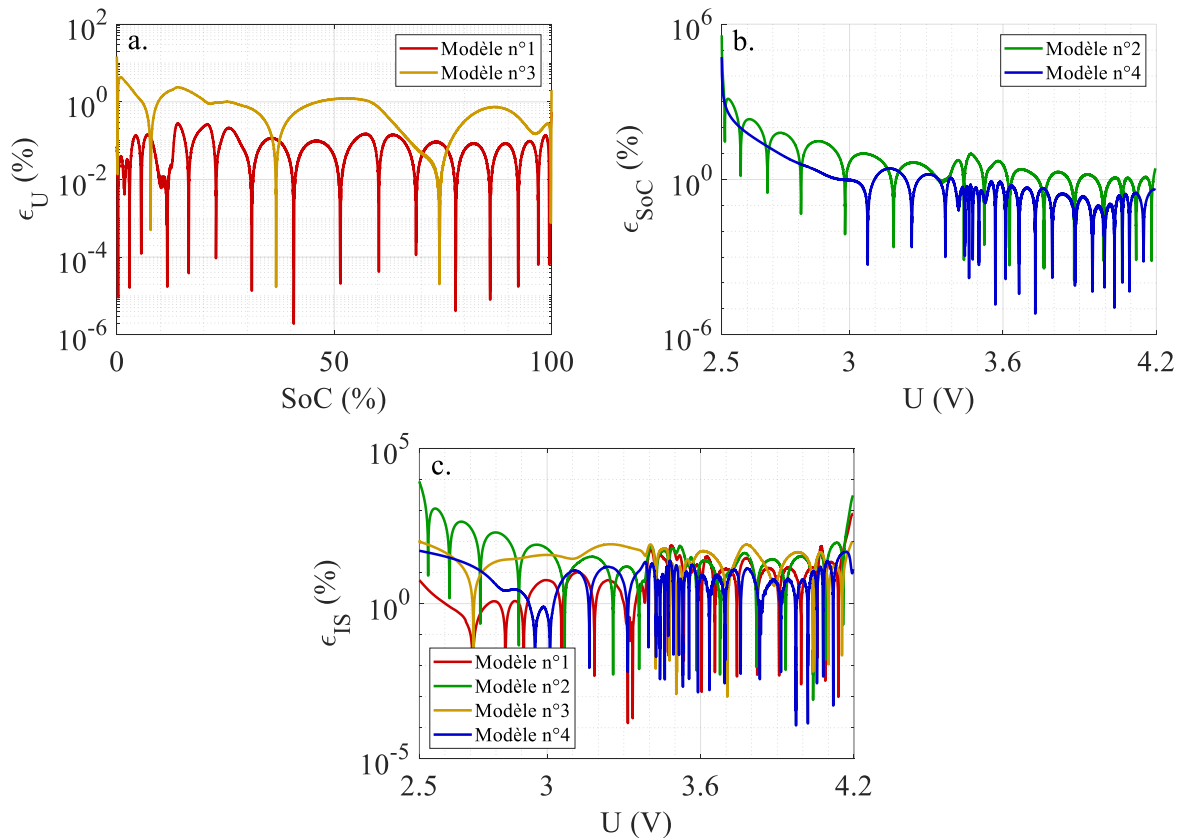 a.
10^2
10^0
10^-2
10^-4
10^-6
ϵ_U (%)
0
50
100
SoC (%)
Modèle n°1
Modèle n°3
b.
10^6
10^0
10^-6
ϵ_SoC (%)
2.5
3
3.6
4.2
U (V)
Modèle n°2
Modèle n°4
c.
10^5
10^0
10^-5
ϵ_IS (%)
Modèle n°1
Modèle n°2
Modèle n°3
Modèle n°4
2.5
3
3.6
4.2
U (V)